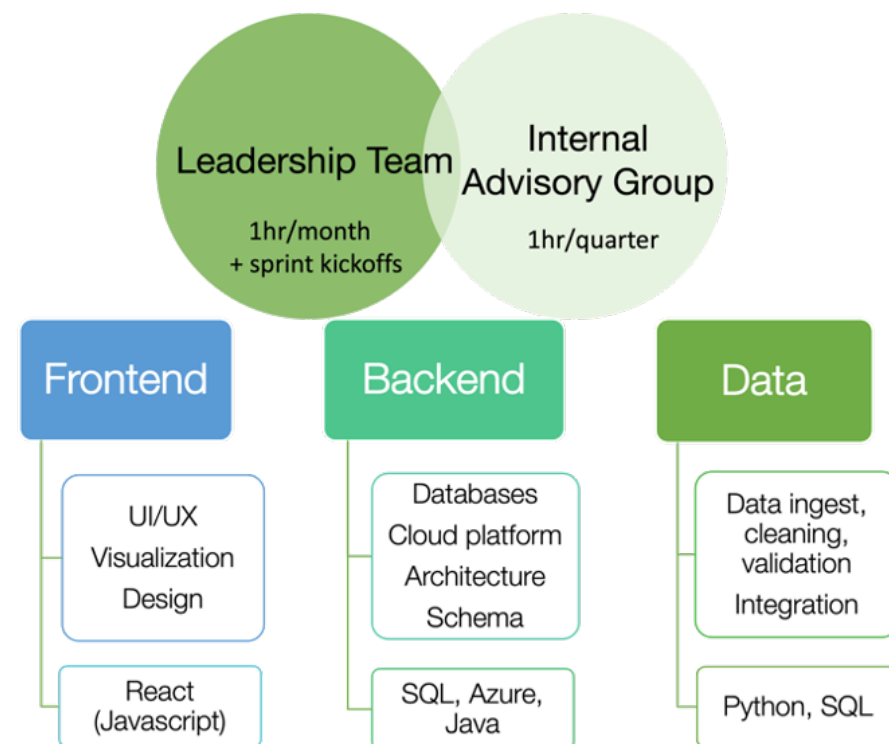 Leadership Team
1hr/month
+ sprint kickoffs
Internal
Advisory Group
1hr/quarter
Frontend
UI/UX
Visualization
Design
React
(Javascript)
Backend
Databases
Cloud platform
Architecture
Schema
SQL, Azure,
Java
Data
Data ingest,
cleaning,
validation
Integration
Python, SQL